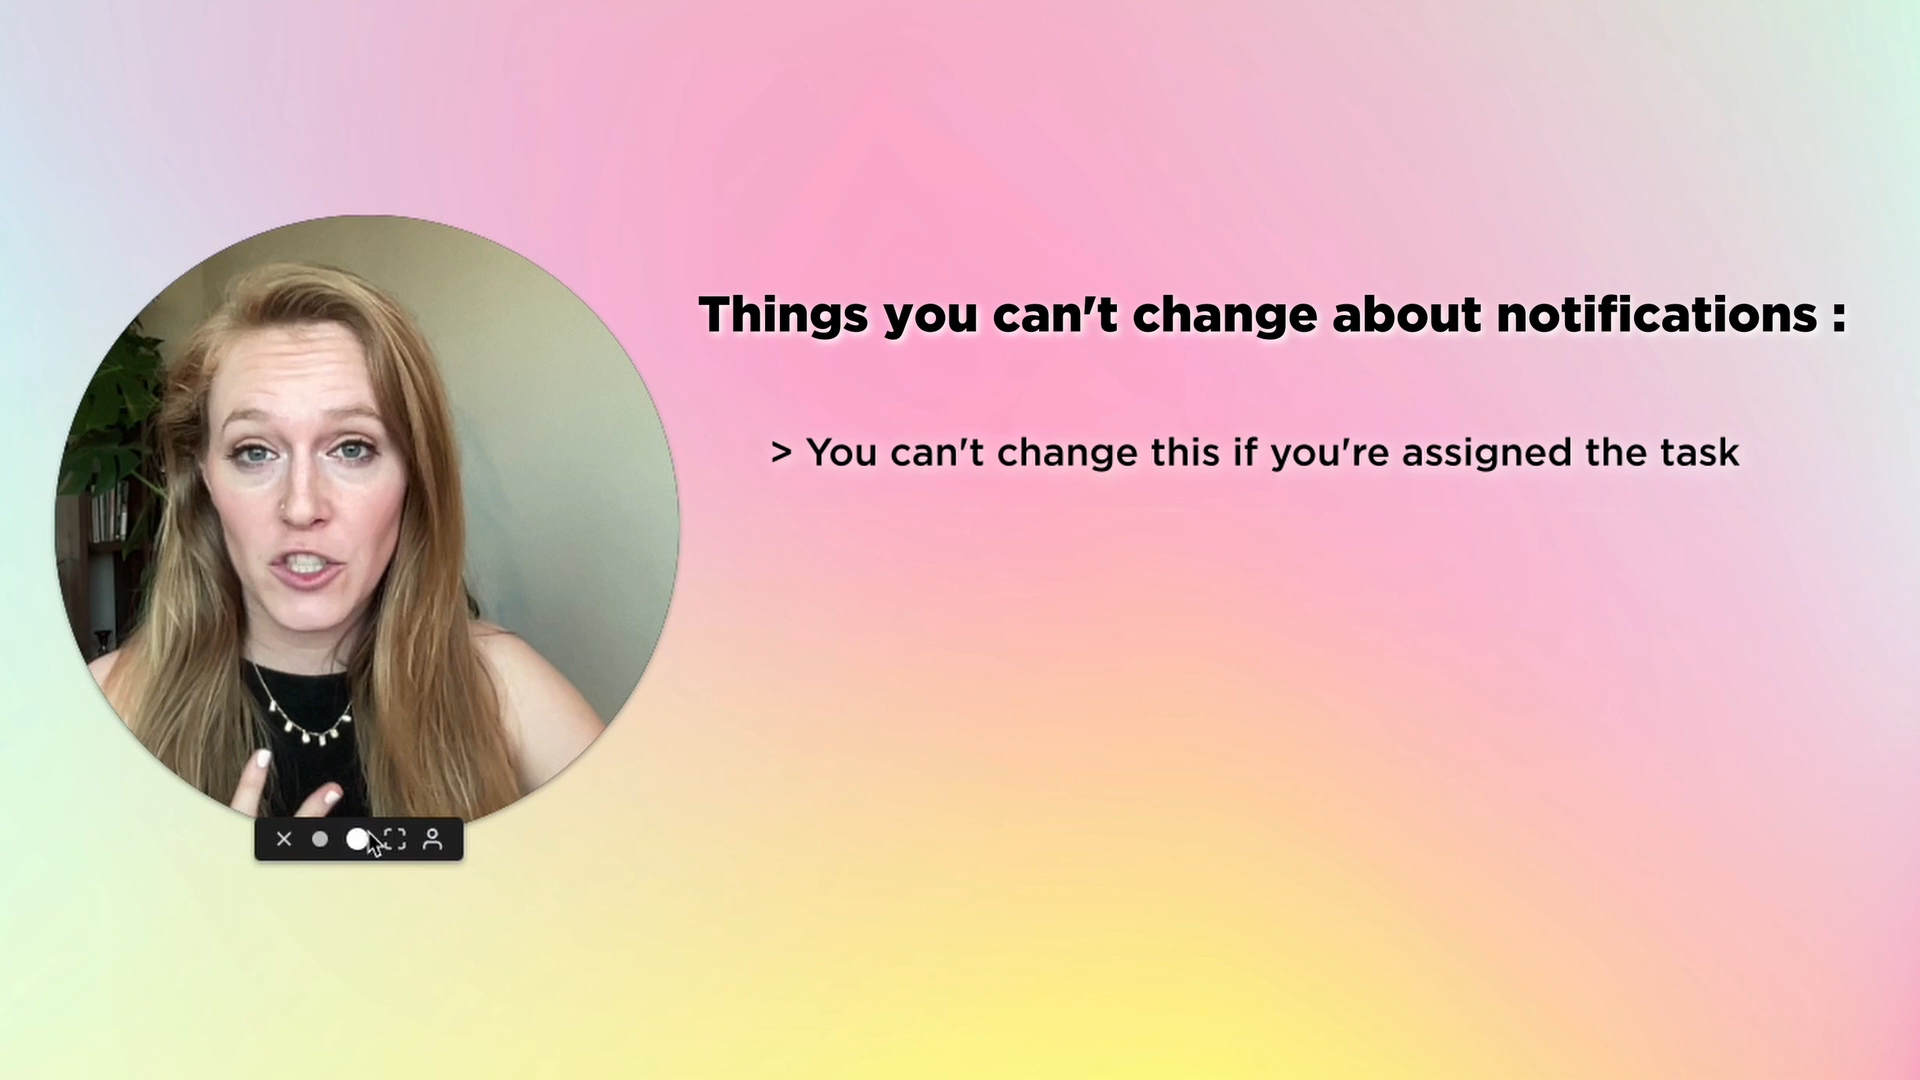 Things you can't change about notifications :
> You can't change this if you're assigned the task